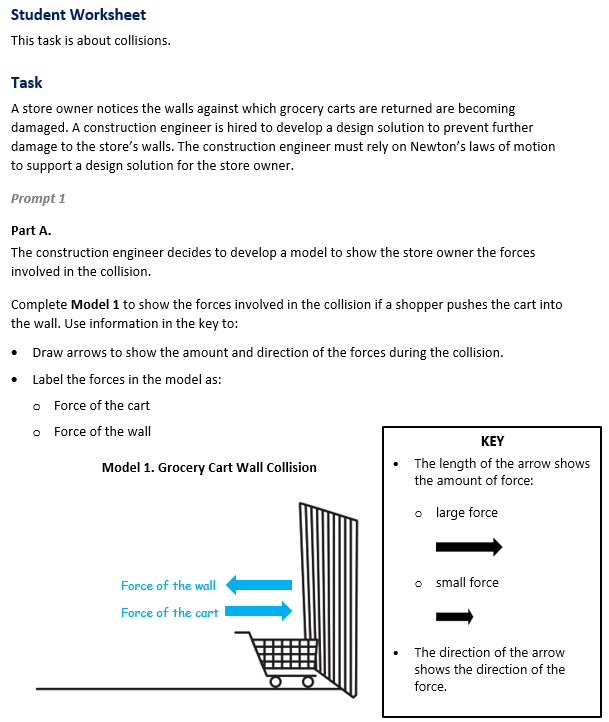 Student Worksheet
This task is about collisions.
Task
A store owner notices the walls against which grocery carts are returned are becoming
damaged. A construction engineer is hired to develop a design solution to prevent further
damage to the store's walls. The construction engineer must rely on Newton's laws of motion
to support a design solution for the store owner.
Prompt 1
Part A.
The construction engineer decides to develop a model to show the store owner the forces
involved in the collision.
Complete Model 1 to show the forces involved in the collision if a shopper pushes the cart into
the wall. Use information in the key to:
• Draw arrows to show the amount and direction of the forces during the collision.
• Label the forces in the model as:
o Force of the cart
o Force of the wall
Model 1. Grocery Cart Wall Collision
Force of the wall
Force of the cart
KEY
• The length of the arrow shows
the amount of force:
o large force
o small force
• The direction of the arrow
shows the direction of the
force.